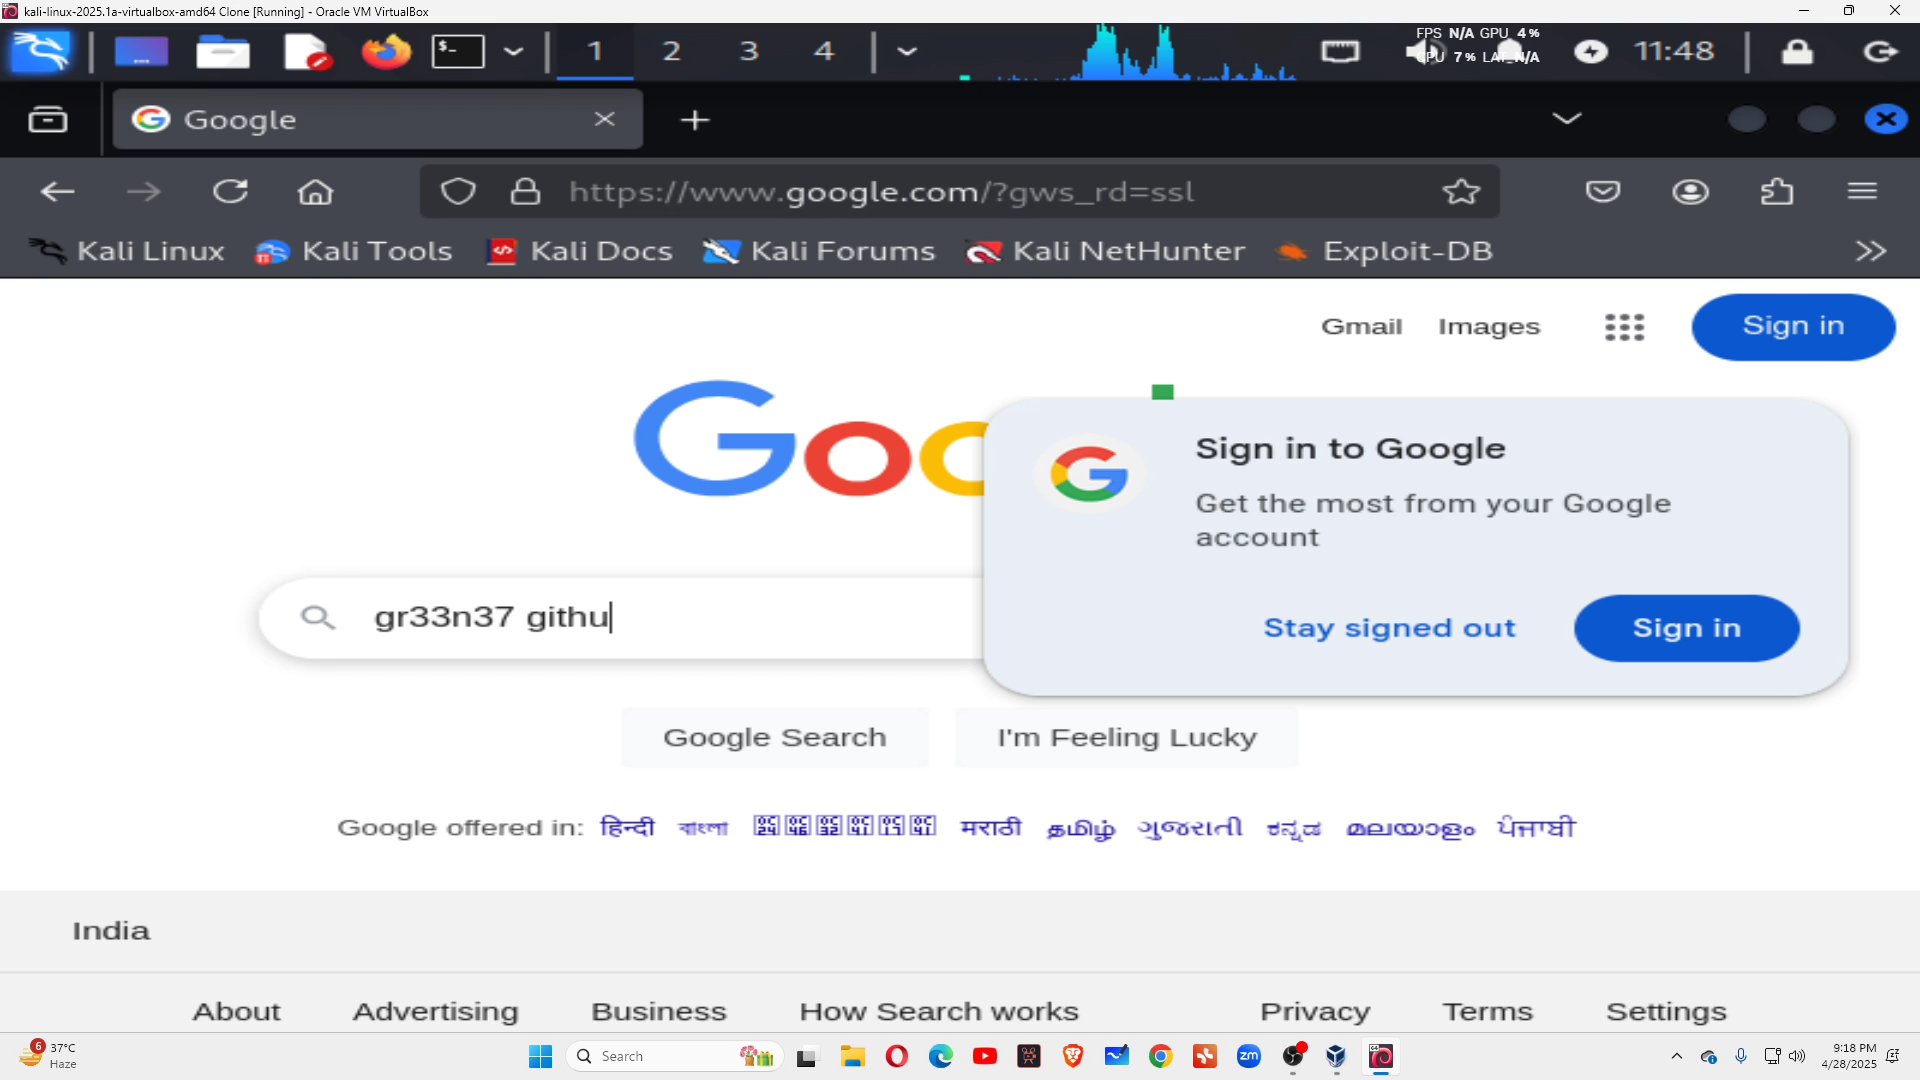 kali-linux-2025.1a-virtualbox-amd64 Clone [Running] - Oracle VM VirtualBox
1 2 3 4
FPS N/A GPU 4%
CPU 7% LAT N/A
11:48
Google
https://www.google.com/?gws_rd=ssl
Kali Linux Kali Tools Kali Docs Kali Forums Kali NetHunter Exploit-DB
Gmail Images Sign in
Sign in to Google
Get the most from your Google
account
gr33n37 githu
Stay signed out Sign in
Google Search I'm Feeling Lucky
Google offered in: हिन्दी বাংলা मराठी தமிழ் ગુજરાતી ಕನ್ನಡ മലയാളം ਪੰਜਾਬੀ
India
About Advertising Business How Search works Privacy Terms Settings
6 37°C
Haze
Search
zm
9:18 PM
4/28/2025